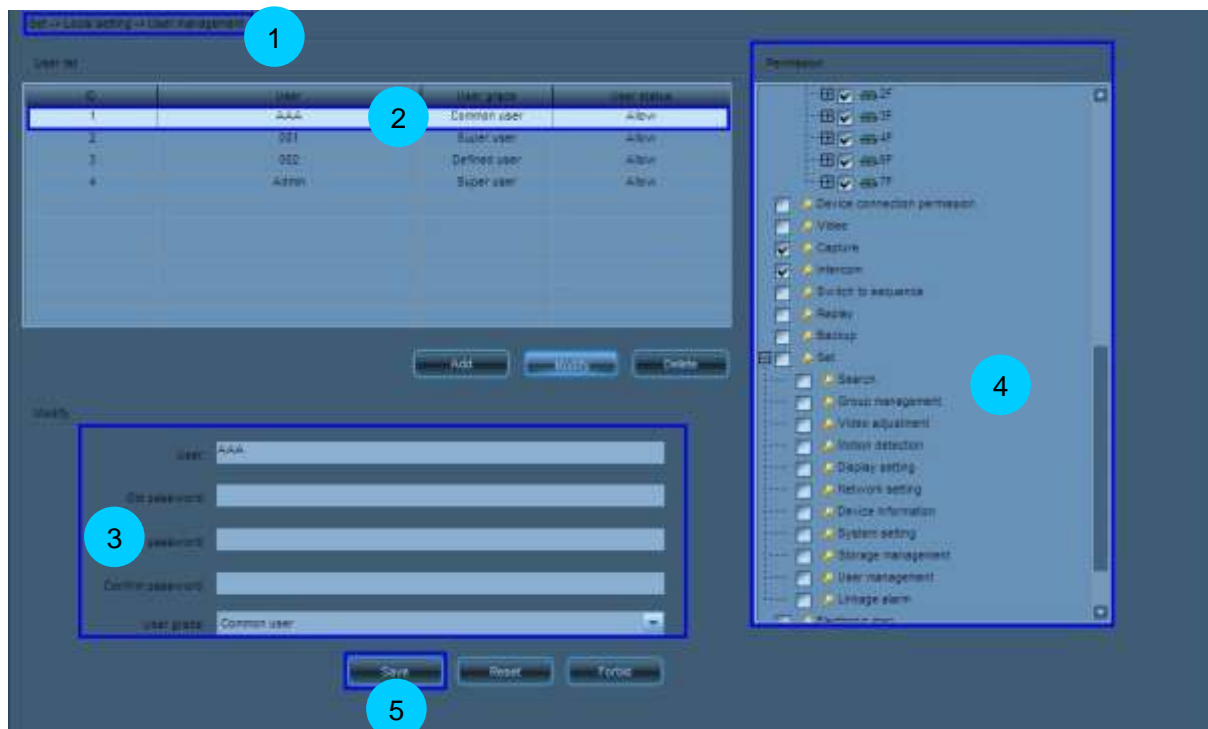 Set -> Local setting -> User management
1
User list
Permission
ID User User grade User status
1 AAA Common user Allow
2 001 Super user Allow
3 002 Defined user Allow
4 Admin Super user Allow
2
2F
3F
4F
5F
7F
Device connection permission
Video
Capture
Intercom
Switch to sequence
Replay
Backup
Set
Search
Group management
Video adjustment
Motion detection
Display setting
Network setting
Device information
System setting
Storage management
User management
Linkage alarm
4
Add Modify Delete
Modify
User: AAA
Old password:
3 password:
Confirm password:
User grade: Common user
Save Reset Forbid
5